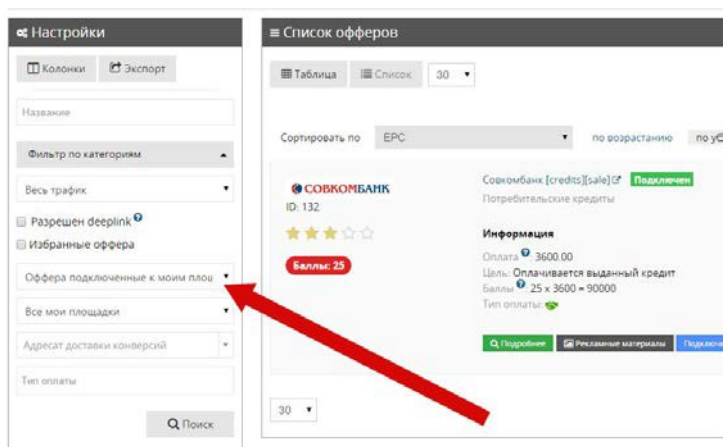 Настройки
Колонки Экспорт
Название
Фильтр по категориям
Весь трафик
Разрешен deeplink ?
Избранные оффера
Оффера подключенные к моим площ
Все мои площадки
Адресат доставки конверсий
Тип оплаты
Поиск
Список офферов
Таблица Список 30
Сортировать по EPC по возрастанию по уб
СОВКОМБАНК
ID: 132
Баллы: 25
Совкомбанк [credits][sale] Подключен
Потребительские кредиты
Информация
Оплата ? 3600.00
Цель: Оплачивается выданный кредит
Баллы ? 25 x 3600 = 90000
Тип оплаты:
Подробнее Рекламные материалы Подключе
30